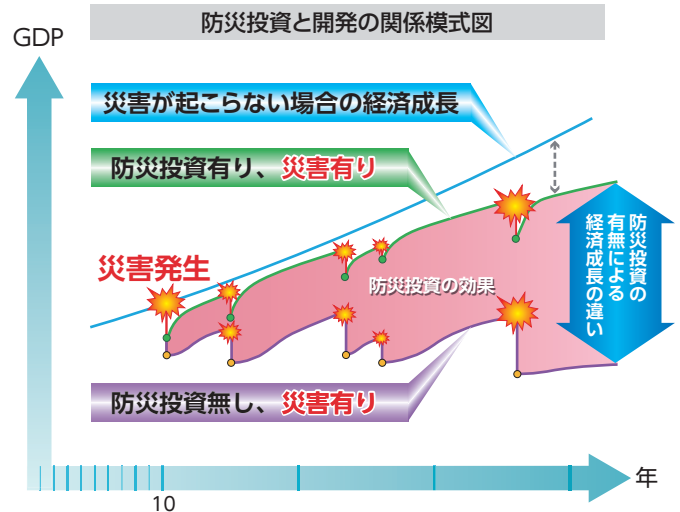 防災投資と開発の関係模式図
GDP
災害が起こらない場合の経済成長
防災投資有り、災害有り
災害発生
防災投資の効果
防災投資の
有無による
経済成長の違い
防災投資無し、災害有り
年
10